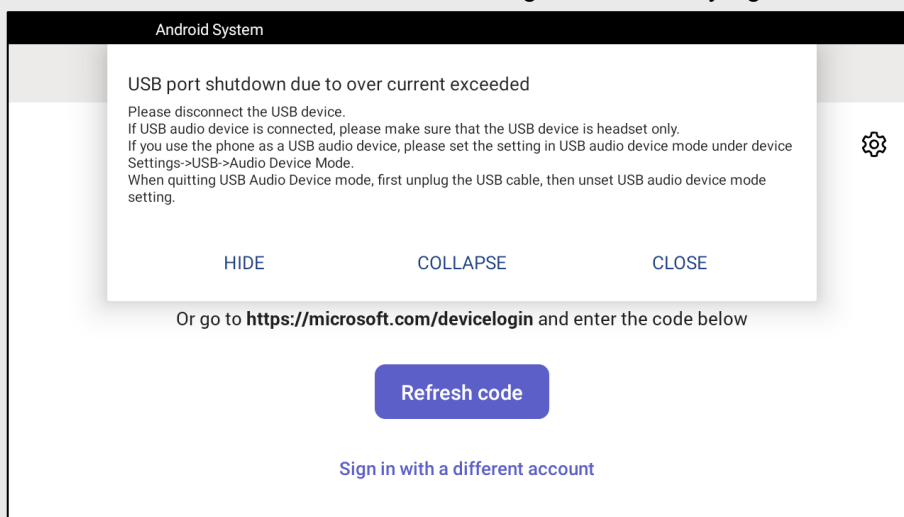 Android System
USB port shutdown due to over current exceeded
Please disconnect the USB device.
If USB audio device is connected, please make sure that the USB device is headset only.
If you use the phone as a USB audio device, please set the setting in USB audio device mode under device
Settings->USB->Audio Device Mode.
When quitting USB Audio Device mode, first unplug the USB cable, then unset USB audio device mode
setting.
HIDE COLLAPSE CLOSE
Or go to https://microsoft.com/devicelogin and enter the code below
Refresh code
Sign in with a different account